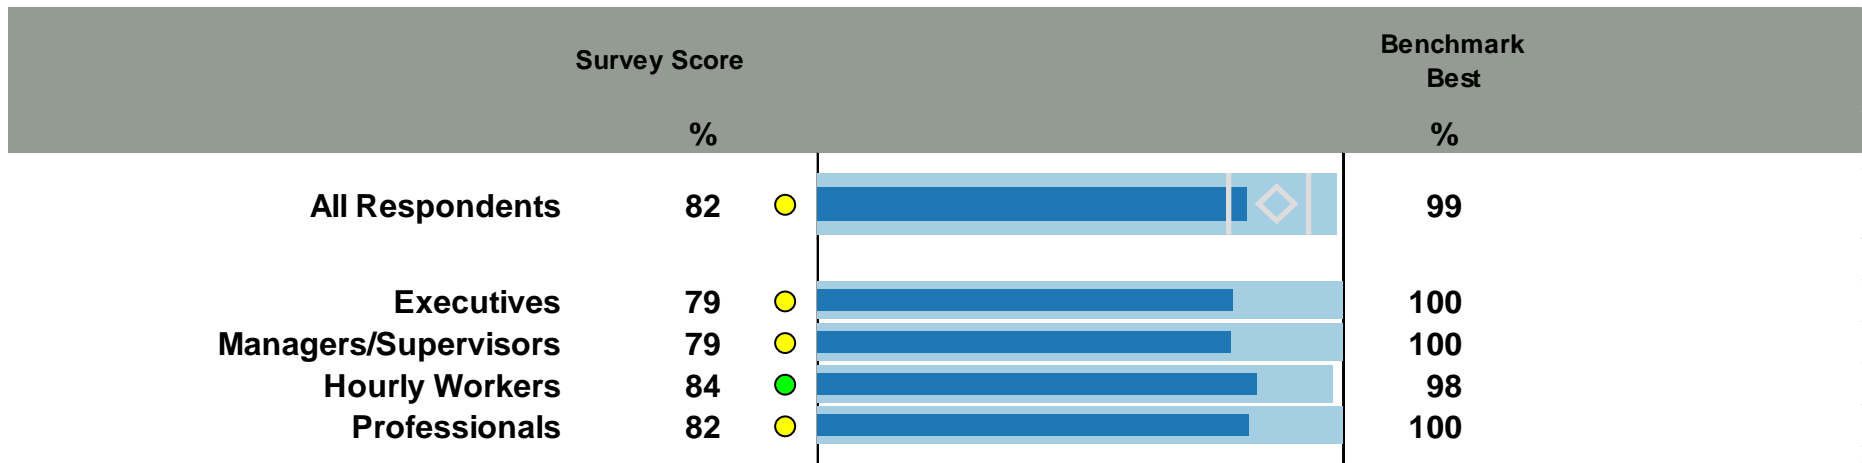 Survey Score
Benchmark
Best
% %
All Respondents 82 99
Executives 79 100
Managers/Supervisors 79 100
Hourly Workers 84 98
Professionals 82 100